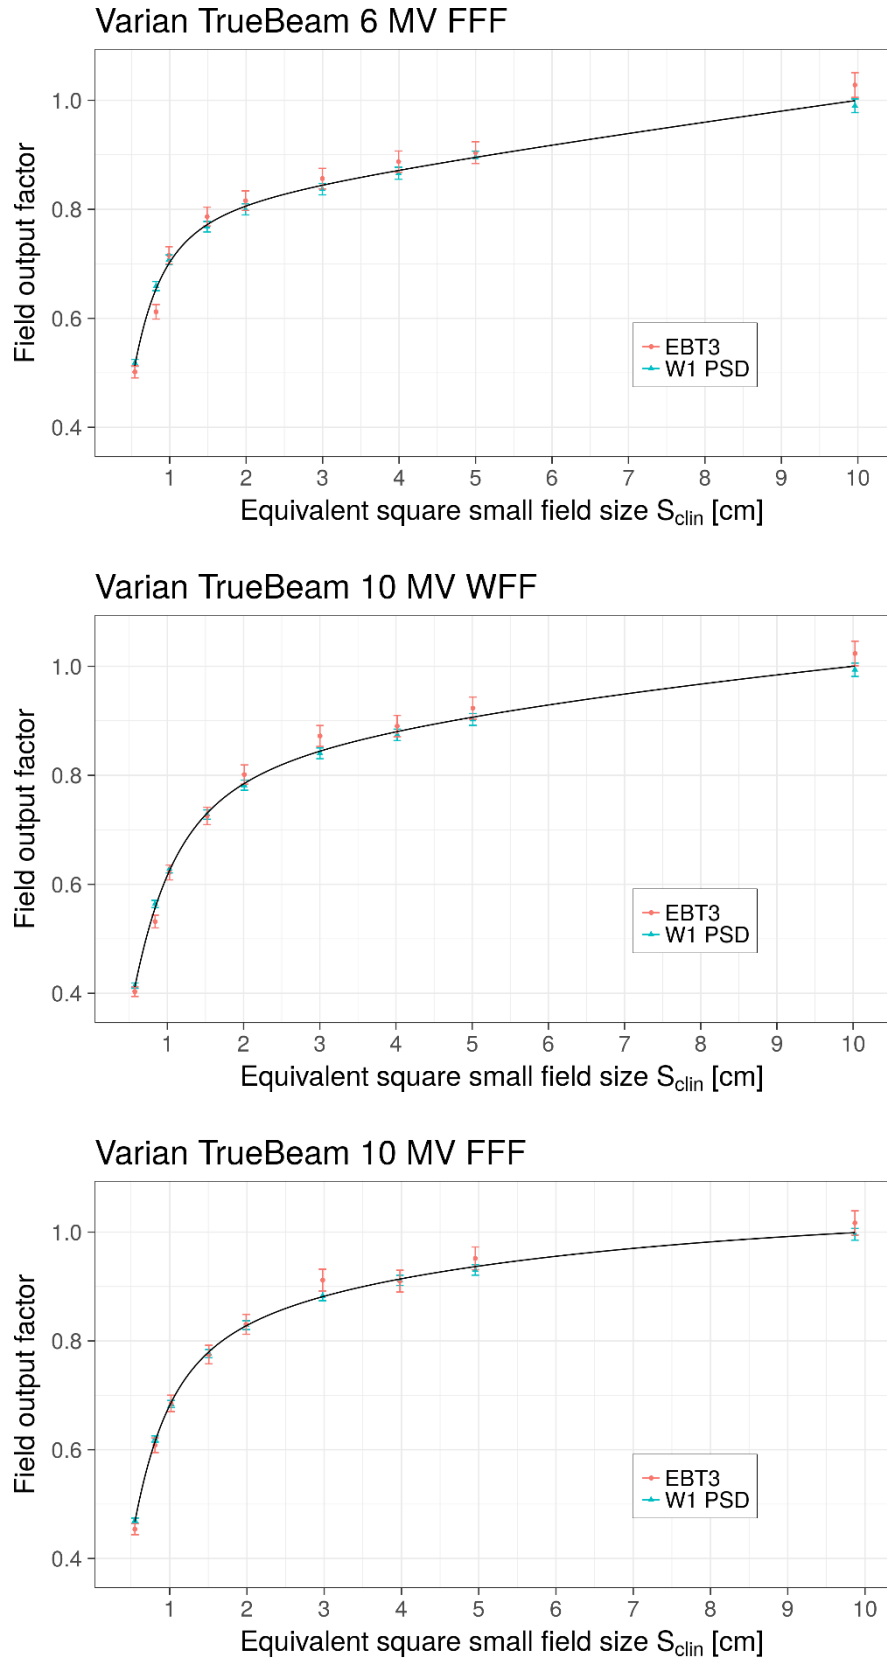 Varian TrueBeam 6 MV FFF
1.0
0.8
0.6
0.4
Field output factor
EBT3
W1 PSD
1 2 3 4 5 6 7 8 9 10
Equivalent square small field size Sclin [cm]
Varian TrueBeam 10 MV WFF
1.0
0.8
0.6
0.4
Field output factor
EBT3
W1 PSD
1 2 3 4 5 6 7 8 9 10
Equivalent square small field size Sclin [cm]
Varian TrueBeam 10 MV FFF
1.0
0.8
0.6
0.4
Field output factor
EBT3
W1 PSD
1 2 3 4 5 6 7 8 9 10
Equivalent square small field size Sclin [cm]